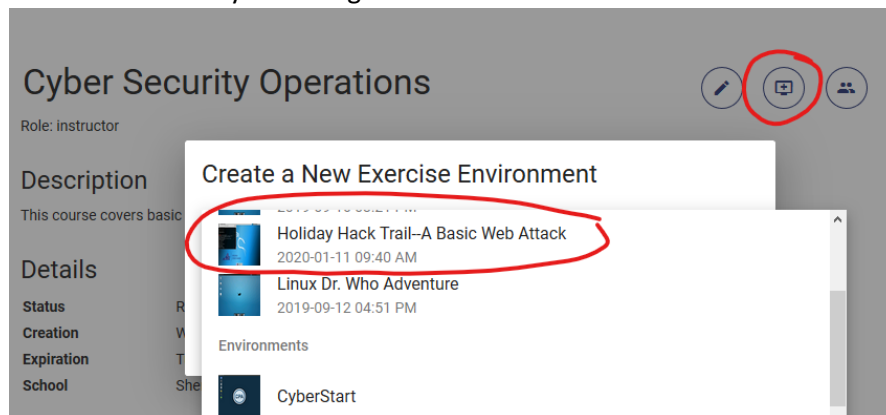 Cyber Security Operations
Role: instructor
Description
This course covers basic
Details
Status R
Creation W
Expiration T
School She
Create a New Exercise Environment
Holiday Hack Trail--A Basic Web Attack
2020-01-11 09:40 AM
Linux Dr. Who Adventure
2019-09-12 04:51 PM
Environments
CyberStart